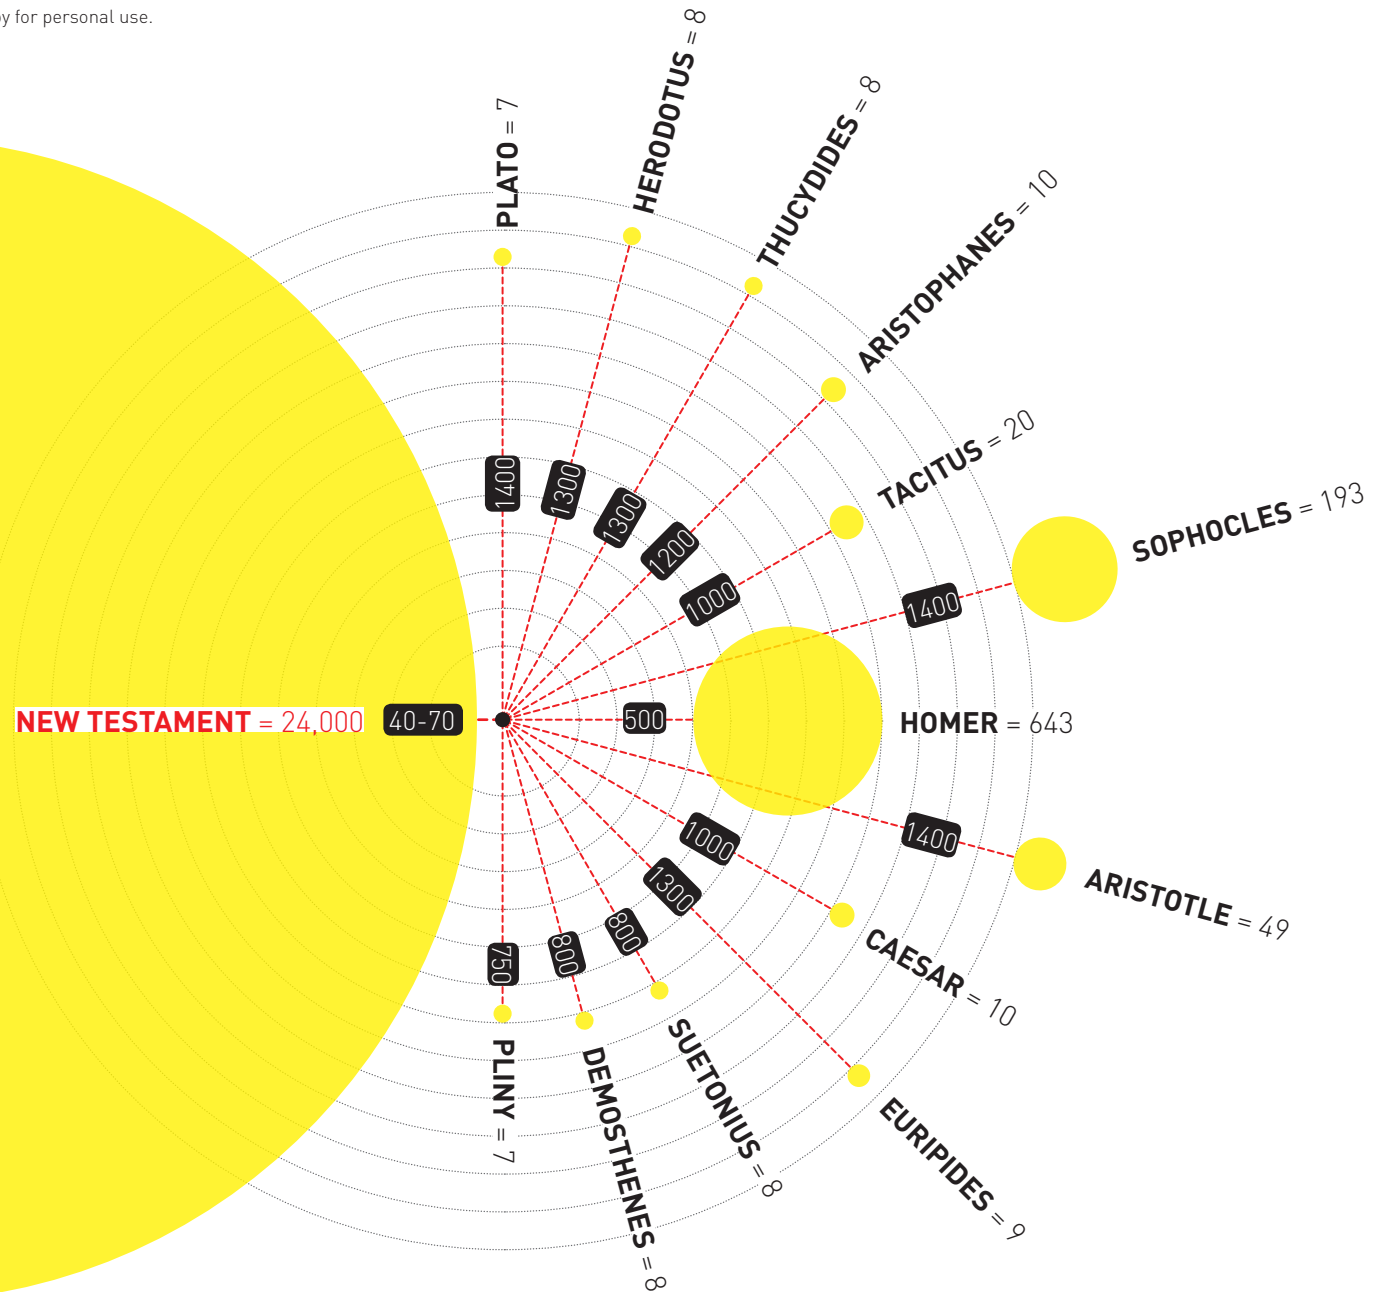 y for personal use.
PLATO = 7
HERODOTUS = 8
THUCYDIDES = 8
ARISTOPHANES = 10
TACITUS = 20
SOPHOCLES = 193
1400
1300
1300
1200
1000
1400
NEW TESTAMENT = 24,000
40-70
500
HOMER = 643
1400
1000
1300
800
800
750
ARISTOTLE = 49
CAESAR = 10
EURIPIDES = 9
SUETONIUS = 8
DEMOSTHENES = 8
PLINY = 7